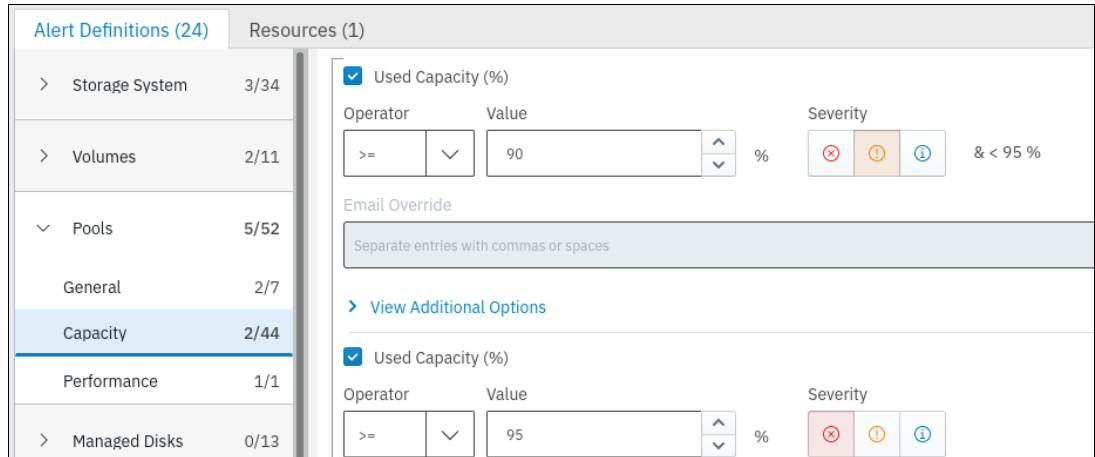 Alert Definitions (24)
Resources (1)
Storage System 3/34
Volumes 2/11
Pools 5/52
General 2/7
Capacity 2/44
Performance 1/1
Managed Disks 0/13
Used Capacity (%)
Operator Value Severity
>= 90 % & < 95 %
Email Override
Separate entries with commas or spaces
View Additional Options
Used Capacity (%)
Operator Value Severity
>= 95 %